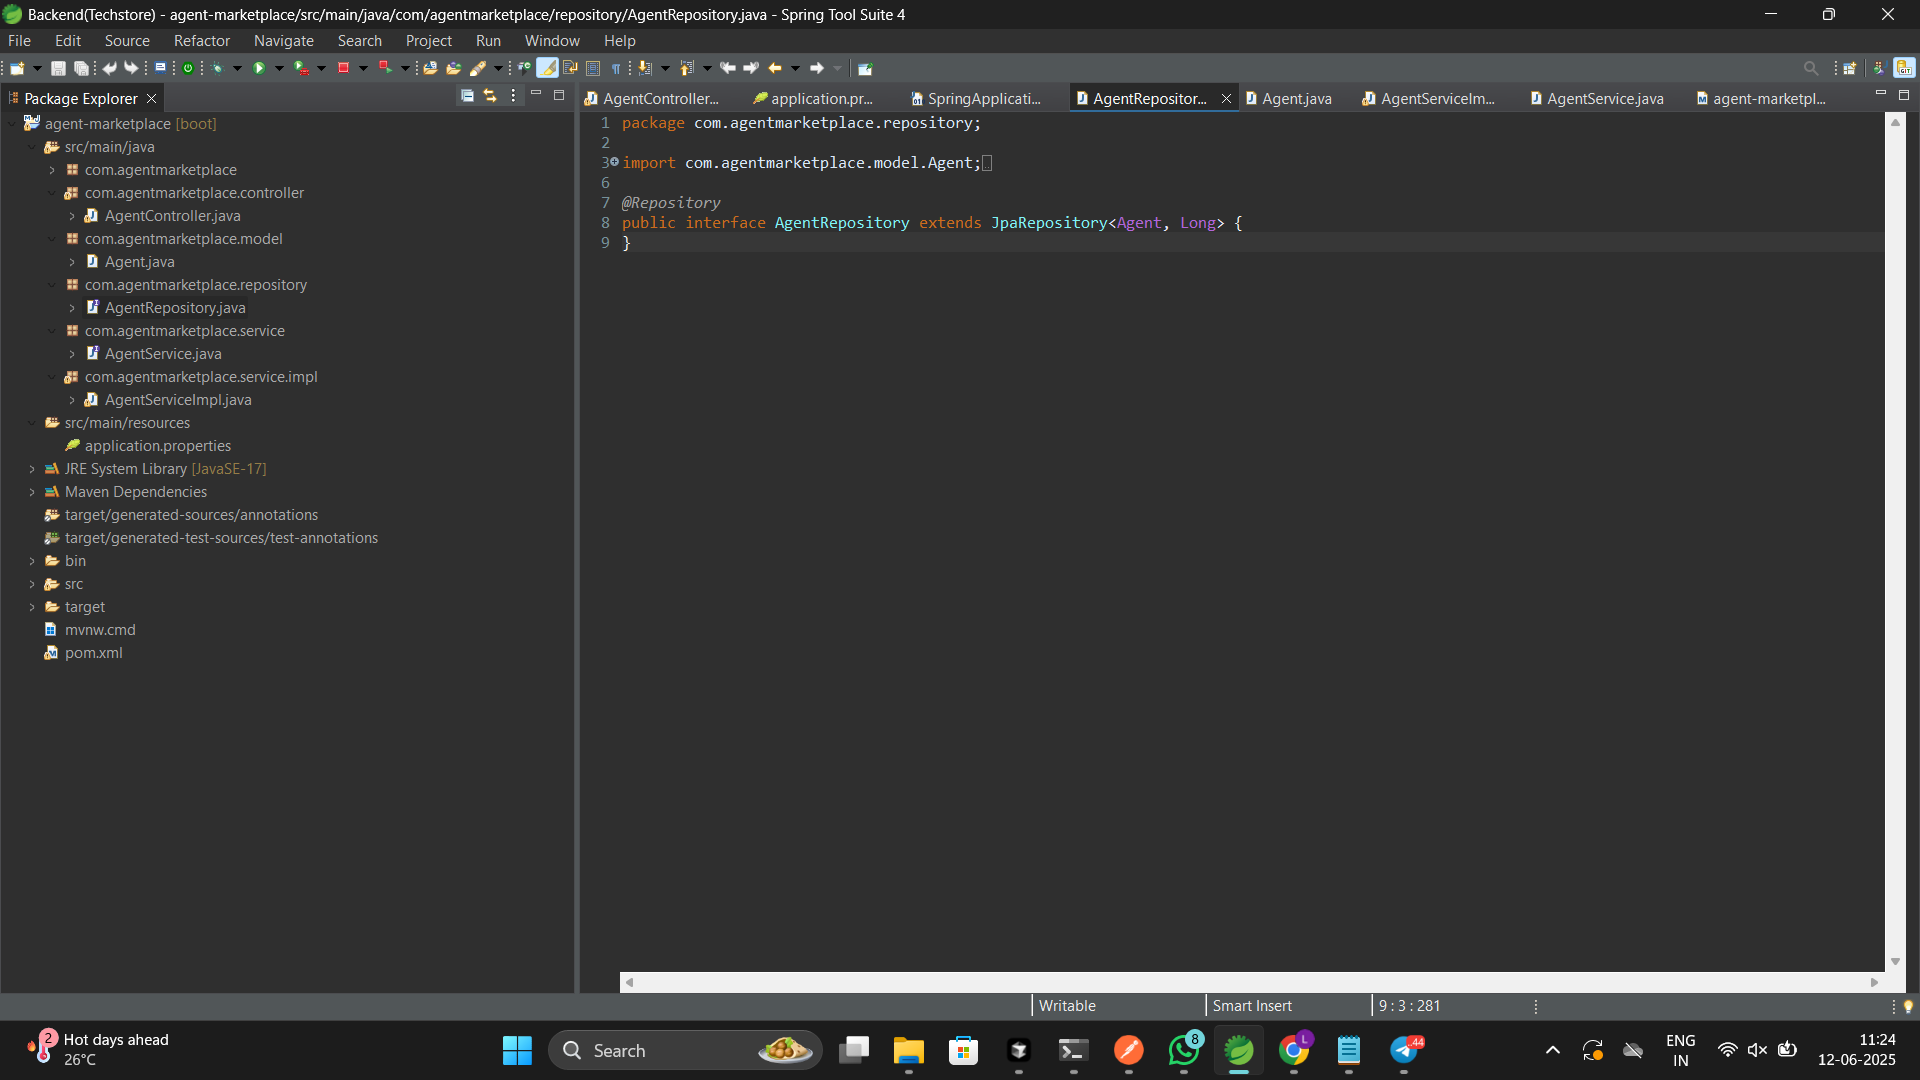 Backend(Techstore) - agent-marketplace/src/main/java/com/agentmarketplace/repository/AgentRepository.java - Spring Tool Suite 4
File Edit Source Refactor Navigate Search Project Run Window Help
Package Explorer
AgentController... application.pr... SpringApplicati... AgentRepositor... Agent.java AgentServiceIm... AgentService.java agent-marketpl...
agent-marketplace [boot]
src/main/java
com.agentmarketplace
com.agentmarketplace.controller
AgentController.java
com.agentmarketplace.model
Agent.java
com.agentmarketplace.repository
AgentRepository.java
com.agentmarketplace.service
AgentService.java
com.agentmarketplace.service.impl
AgentServiceImpl.java
src/main/resources
application.properties
JRE System Library [JavaSE-17]
Maven Dependencies
target/generated-sources/annotations
target/generated-test-sources/test-annotations
bin
src
target
mvnw.cmd
pom.xml
1 package com.agentmarketplace.repository;
2
3 import com.agentmarketplace.model.Agent;
6
7 @Repository
8 public interface AgentRepository extends JpaRepository<Agent, Long> {
9 }
Writable Smart Insert 9 : 3 : 281
2 Hot days ahead
26°C
Search
8
L
44
ENG
IN
11:24
12-06-2025